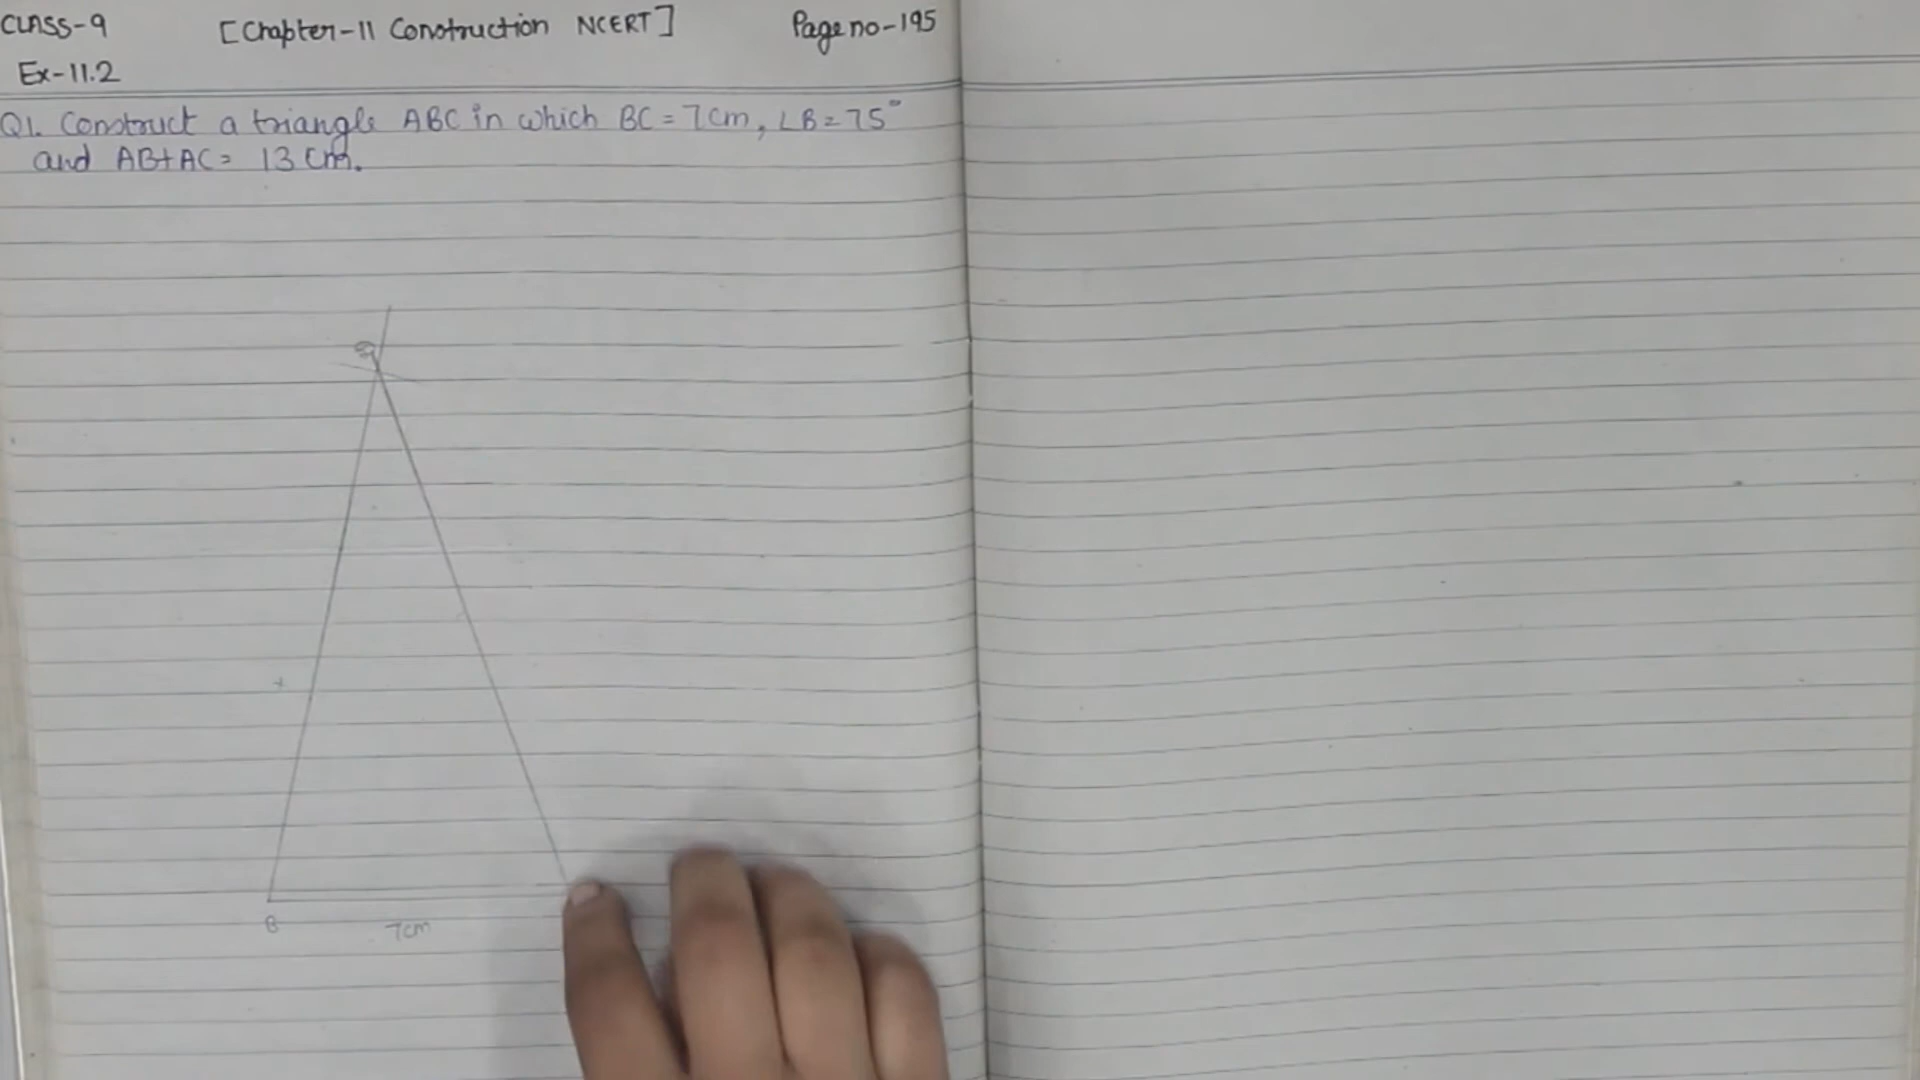 CLASS-9 [Chapter-11 Construction NCERT] Page no-195
Ex-11.2
Q1. Construct a triangle ABC in which BC = 7cm, ∠B = 75°
and AB+AC = 13 cm.
B 7cm